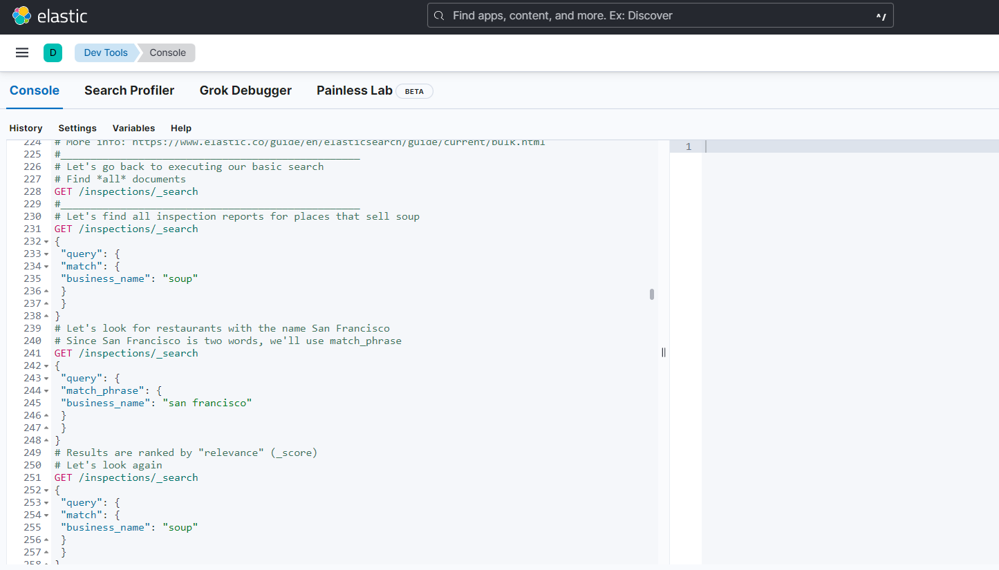 elastic
Find apps, content, and more. Ex: Discover
^/
D
Dev Tools
Console
Console
Search Profiler
Grok Debugger
Painless Lab
BETA
History
Settings
Variables
Help
224 # More info: https://www.elastic.co/guide/en/elasticsearch/guide/current/bulk.html
225 #__________________________________________________
226 # Let's go back to executing our basic search
227 # Find *all* documents
228 GET /inspections/_search
229 #__________________________________________________
230 # Let's find all inspection reports for places that sell soup
231 GET /inspections/_search
232 {
233  "query": {
234  "match": {
235  "business_name": "soup"
236  }
237  }
238 }
239 # Let's look for restaurants with the name San Francisco
240 # Since San Francisco is two words, we'll use match_phrase
241 GET /inspections/_search
242 {
243  "query": {
244  "match_phrase": {
245  "business_name": "san francisco"
246  }
247  }
248 }
249 # Results are ranked by "relevance" (_score)
250 # Let's look again
251 GET /inspections/_search
252 {
253  "query": {
254  "match": {
255  "business_name": "soup"
256  }
257  }
258 }
1